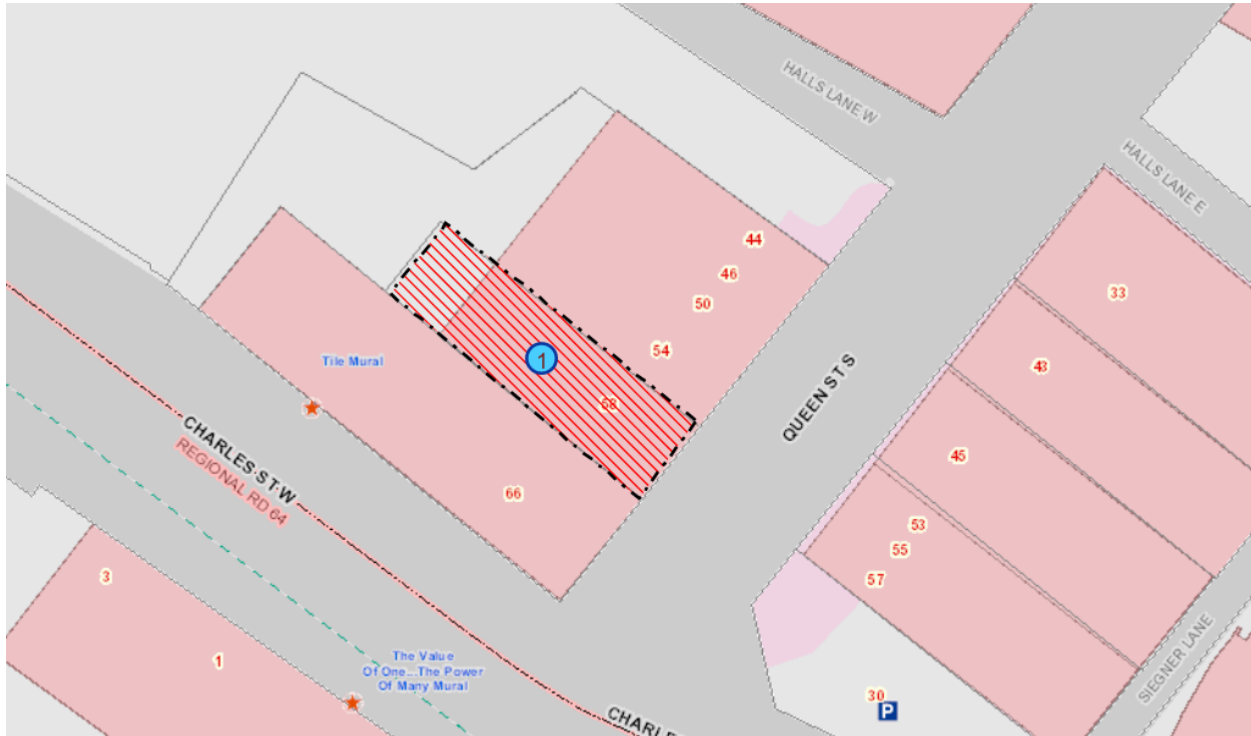 HALLS LANE W
HALLS LANE E
44
46
50
54
58
1
33
43
45
53
55
57
QUEEN ST S
Tile Mural
CHARLES ST W
REGIONAL RD 64
66
3
1
The Value
Of One...The Power
Of Many Mural
30
P
SIEGNER LANE
CHARLE